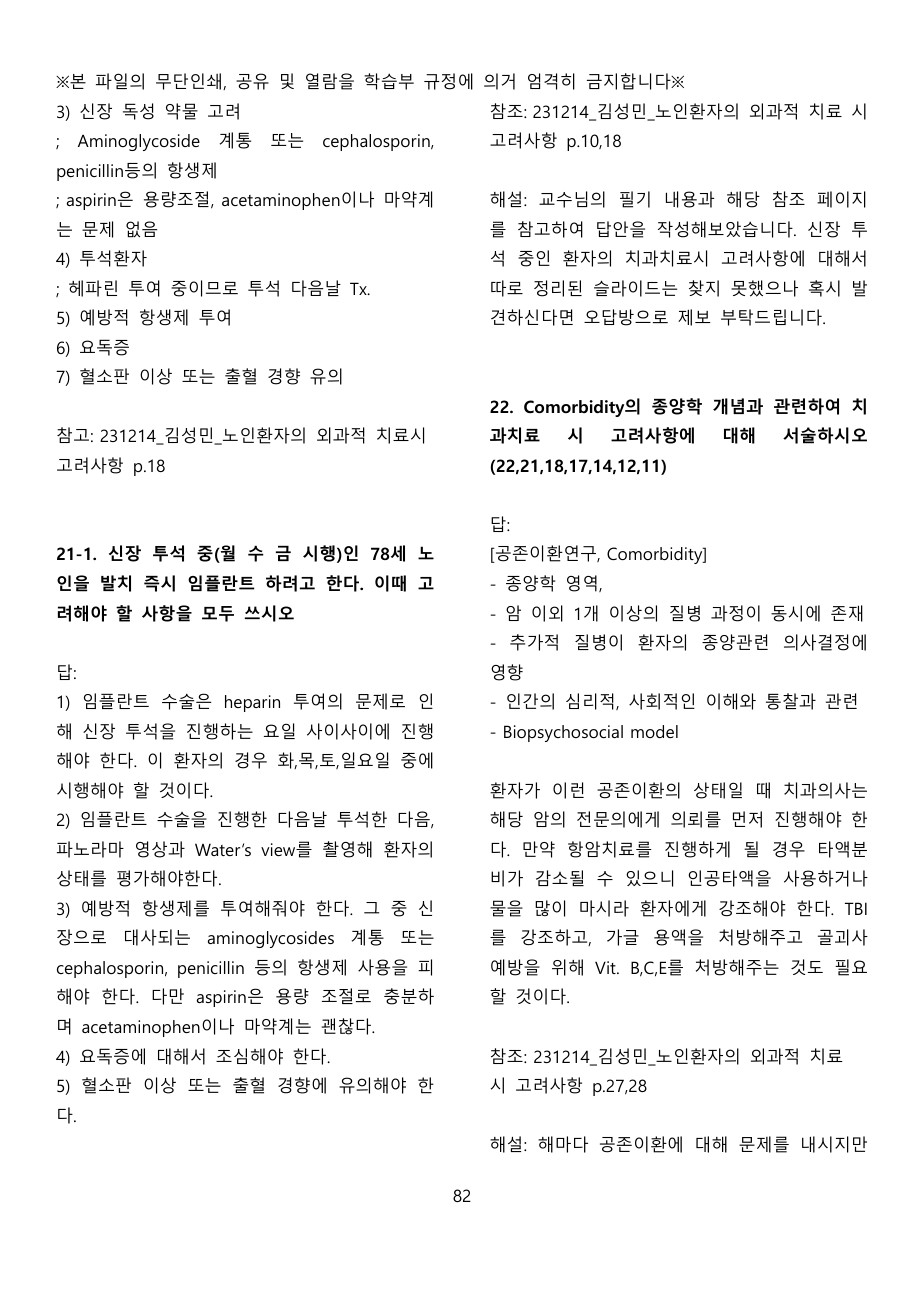 ※본 파일의 무단인쇄, 공유 및 열람을 학습부 규정에 의거 엄격히 금지합니다※
3) 신장 독성 약물 고려
; Aminoglycoside 계통 또는 cephalosporin,
penicillin등의 항생제
; aspirin은 용량조절, acetaminophen이나 마약계
는 문제 없음
4) 투석환자
; 헤파린 투여 중이므로 투석 다음날 Tx.
5) 예방적 항생제 투여
6) 요독증
7) 혈소판 이상 또는 출혈 경향 유의
참고: 231214_김성민_노인환자의 외과적 치료시
고려사항 p.18
21-1. 신장 투석 중(월 수 금 시행)인 78세 노
인을 발치 즉시 임플란트 하려고 한다. 이때 고
려해야 할 사항을 모두 쓰시오
답:
1) 임플란트 수술은 heparin 투여의 문제로 인
해 신장 투석을 진행하는 요일 사이사이에 진행
해야 한다. 이 환자의 경우 화,목,토,일요일 중에
시행해야 할 것이다.
2) 임플란트 수술을 진행한 다음날 투석한 다음,
파노라마 영상과 Water’s view를 촬영해 환자의
상태를 평가해야한다.
3) 예방적 항생제를 투여해줘야 한다. 그 중 신
장으로 대사되는 aminoglycosides 계통 또는
cephalosporin, penicillin 등의 항생제 사용을 피
해야 한다. 다만 aspirin은 용량 조절로 충분하
며 acetaminophen이나 마약계는 괜찮다.
4) 요독증에 대해서 조심해야 한다.
5) 혈소판 이상 또는 출혈 경향에 유의해야 한
다.
참조: 231214_김성민_노인환자의 외과적 치료 시
고려사항 p.10,18
해설: 교수님의 필기 내용과 해당 참조 페이지
를 참고하여 답안을 작성해보았습니다. 신장 투
석 중인 환자의 치과치료시 고려사항에 대해서
따로 정리된 슬라이드는 찾지 못했으나 혹시 발
견하신다면 오답방으로 제보 부탁드립니다.
22. Comorbidity의 종양학 개념과 관련하여 치
과치료 시 고려사항에 대해 서술하시오
(22,21,18,17,14,12,11)
답:
[공존이환연구, Comorbidity]
- 종양학 영역,
- 암 이외 1개 이상의 질병 과정이 동시에 존재
- 추가적 질병이 환자의 종양관련 의사결정에
영향
- 인간의 심리적, 사회적인 이해와 통찰과 관련
- Biopsychosocial model
환자가 이런 공존이환의 상태일 때 치과의사는
해당 암의 전문의에게 의뢰를 먼저 진행해야 한
다. 만약 항암치료를 진행하게 될 경우 타액분
비가 감소될 수 있으니 인공타액을 사용하거나
물을 많이 마시라 환자에게 강조해야 한다. TBI
를 강조하고, 가글 용액을 처방해주고 골괴사
예방을 위해 Vit. B,C,E를 처방해주는 것도 필요
할 것이다.
참조: 231214_김성민_노인환자의 외과적 치료
시 고려사항 p.27,28
해설: 해마다 공존이환에 대해 문제를 내시지만
82